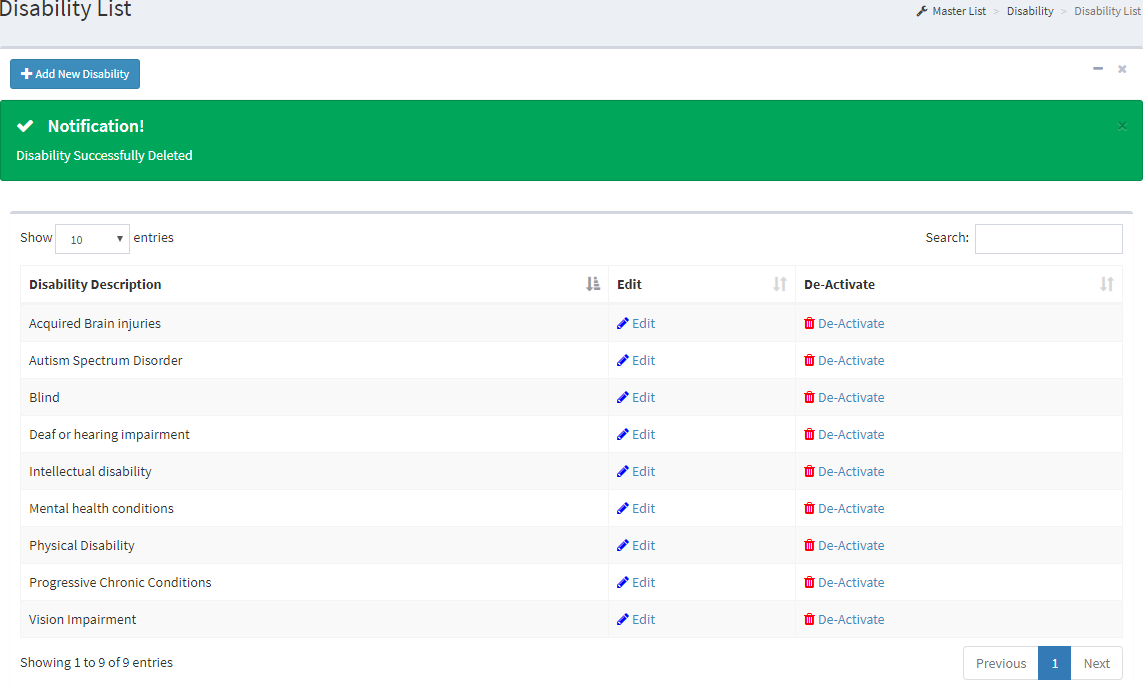 Disability List
Master List > Disability > Disability List
Add New Disability
Notification!
Disability Successfully Deleted
Show 10 entries
Search:
Disability Description Edit De-Activate
Acquired Brain injuries Edit De-Activate
Autism Spectrum Disorder Edit De-Activate
Blind Edit De-Activate
Deaf or hearing impairment Edit De-Activate
Intellectual disability Edit De-Activate
Mental health conditions Edit De-Activate
Physical Disability Edit De-Activate
Progressive Chronic Conditions Edit De-Activate
Vision Impairment Edit De-Activate
Showing 1 to 9 of 9 entries
Previous 1 Next